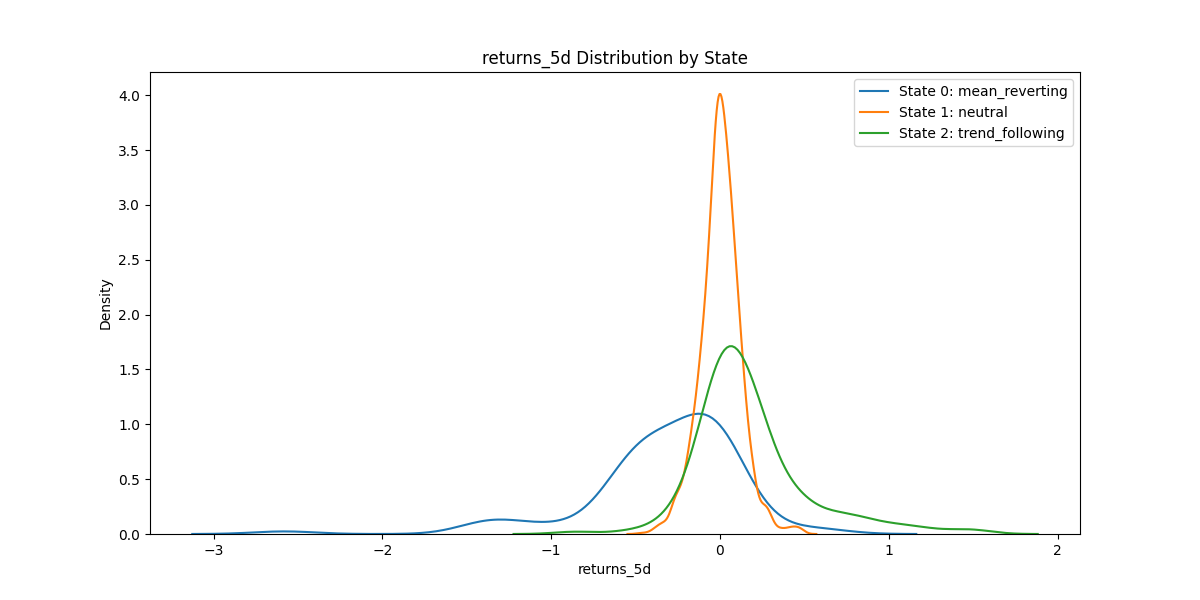 returns_5d Distribution by State
State 0: mean_reverting
State 1: neutral
State 2: trend_following
Density
4.0
3.5
3.0
2.5
2.0
1.5
1.0
0.5
0.0
−3 −2 −1 0 1 2
returns_5d